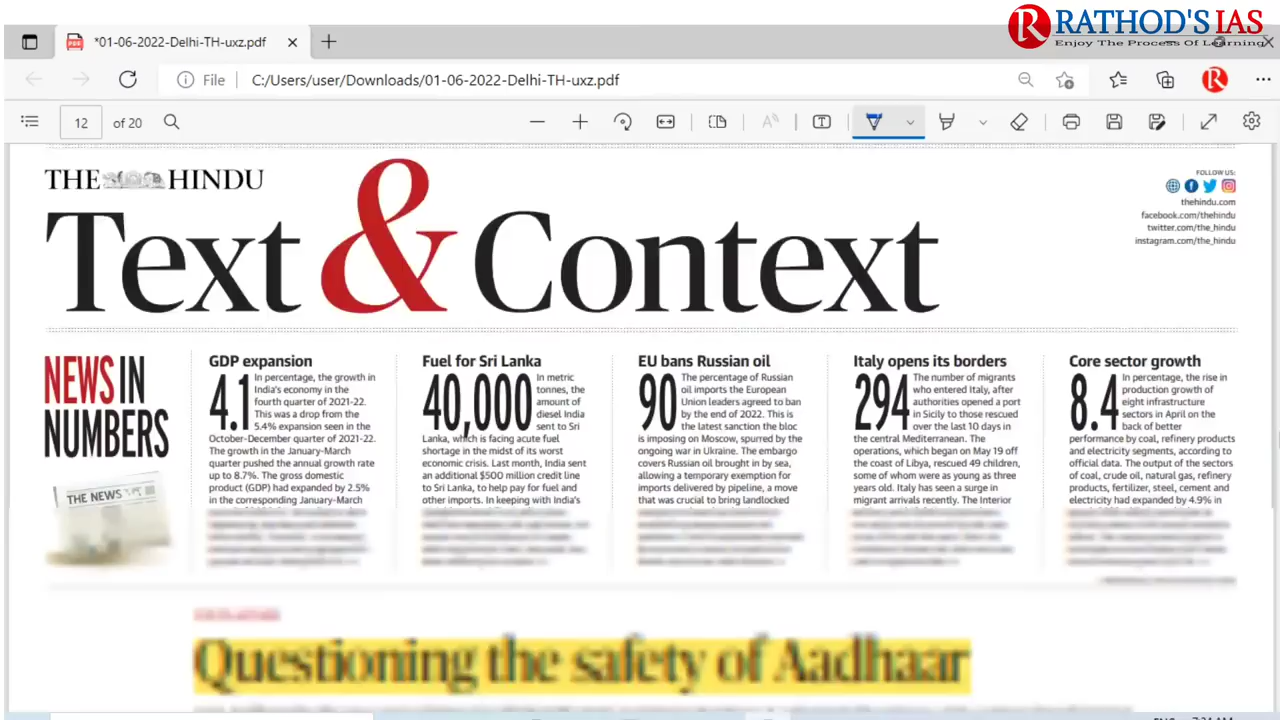 RATHOD'S IAS
Enjoy The Process Of Learning
*01-06-2022-Delhi-TH-uxz.pdf
File
C:/Users/user/Downloads/01-06-2022-Delhi-TH-uxz.pdf
12 of 20
THE HINDU
Text & Context
FOLLOW US:
thehindu.com
facebook.com/thehindu
twitter.com/the_hindu
instagram.com/the_hindu
NEWS IN
NUMBERS
THE NEWS
GDP expansion
4.1
In percentage, the growth in
India's economy in the
fourth quarter of 2021-22.
This was a drop from the
5.4% expansion seen in the
October-December quarter of 2021-22.
The growth in the January-March
quarter pushed the annual growth rate
up to 8.7%. The gross domestic
product (GDP) had expanded by 2.5%
in the corresponding January-March
Fuel for Sri Lanka
40,000
In metric
tonnes, the
amount of
diesel India
sent to Sri
Lanka, which is facing acute fuel
shortage in the midst of its worst
economic crisis. Last month, India sent
an additional $500 million credit line
to Sri Lanka, to help pay for fuel and
other imports. In keeping with India's
EU bans Russian oil
90
The percentage of Russian
oil imports the European
Union leaders agreed to ban
by the end of 2022. This is
the latest sanction the bloc
is imposing on Moscow, spurred by the
ongoing war in Ukraine. The embargo
covers Russian oil brought in by sea,
allowing a temporary exemption for
imports delivered by pipeline, a move
that was crucial to bring landlocked
Italy opens its borders
294
The number of migrants
who entered Italy, after
authorities opened a port
in Sicily to those rescued
over the last 10 days in
the central Mediterranean. The
operations, which began on May 19 off
the coast of Libya, rescued 49 children,
some of whom were as young as three
years old. Italy has seen a surge in
migrant arrivals recently. The Interior
Core sector growth
8.4
In percentage, the rise in
production growth of
eight infrastructure
sectors in April on the
back of better
performance by coal, refinery products
and electricity segments, according to
official data. The output of the sectors
of coal, crude oil, natural gas, refinery
products, fertilizer, steel, cement and
electricity had expanded by 4.9% in
Questioning the safety of Aadhaar